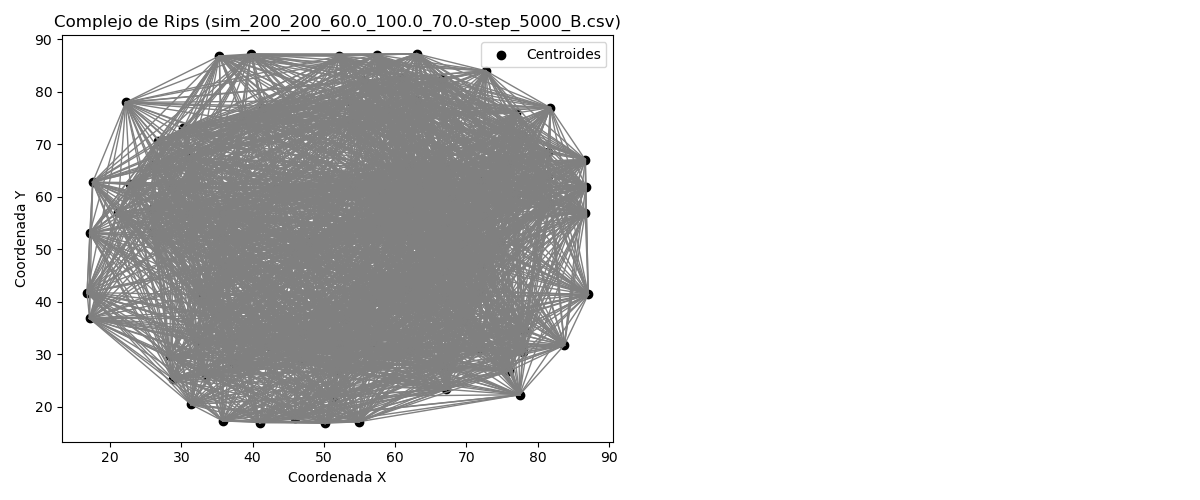 Complejo de Rips (sim_200_200_60.0_100.0_70.0-step_5000_B.csv)
Centroides
Coordenada Y
90
80
70
60
50
40
30
20
20 30 40 50 60 70 80 90
Coordenada X